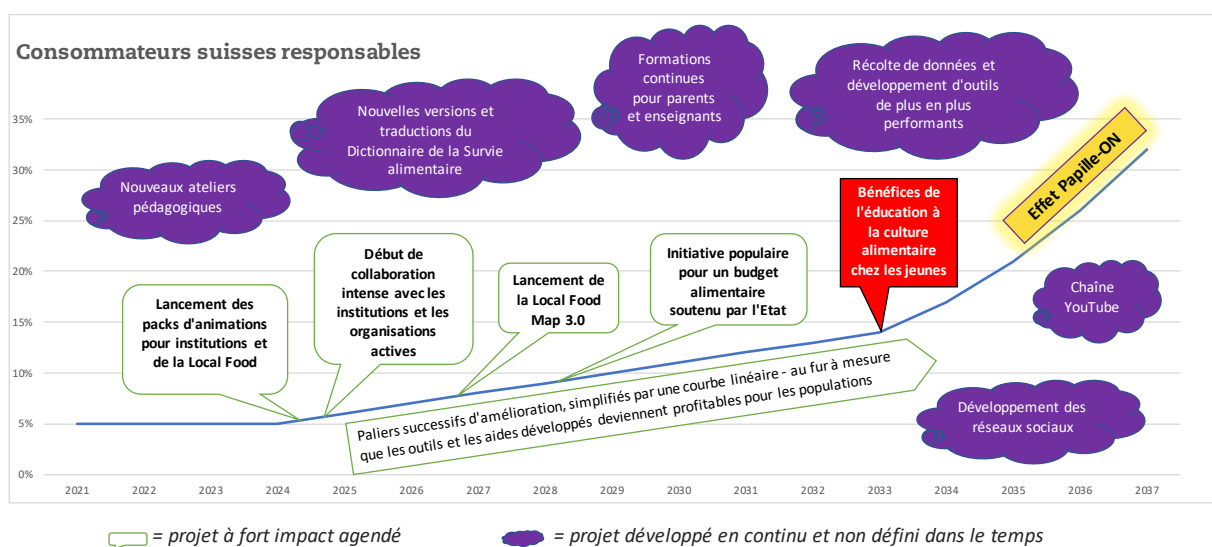 Consommateurs suisses responsables
Formations
continues
pour parents
et enseignants
Récolte de données et
développement d'outils
de plus en plus
performants
Nouvelles versions et
traductions du
Dictionnaire de la Survie
alimentaire
Nouveaux ateliers
pédagogiques
35%
30%
25%
20%
15%
10%
5%
0%
Effet Papille-ON
Bénéfices de
l'éducation à
la culture
alimentaire
chez les jeunes
Lancement des
packs d'animations
pour institutions et
de la Local Food
Début de
collaboration
intense avec les
institutions et les
organisations
actives
Lancement de
la Local Food
Map 3.0
Initiative populaire
pour un budget
alimentaire
soutenu par l'Etat
Chaîne
YouTube
Paliers successifs d'amélioration, simplifiés par une courbe linéaire - au fur à mesure
que les outils et les aides développés deviennent profitables pour les populations
Développement des
réseaux sociaux
2021 2022 2023 2024 2025 2026 2027 2028 2029 2030 2031 2032 2033 2034 2035 2036 2037
= projet à fort impact agendé
= projet développé en continu et non défini dans le temps